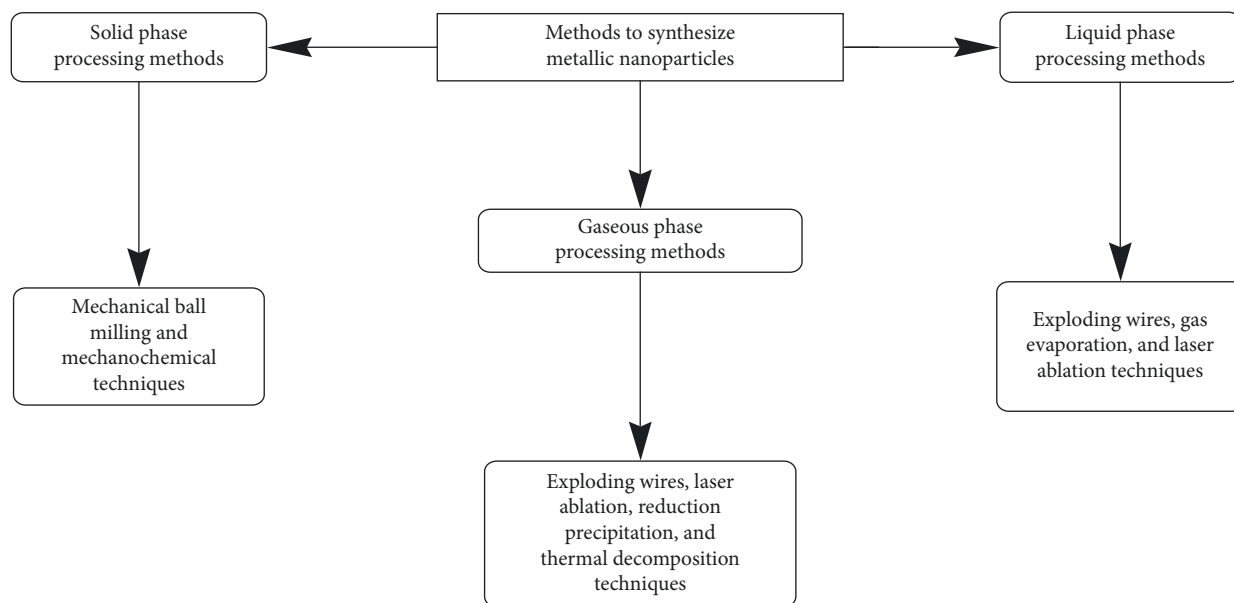 Solid phase
processing methods
Methods to synthesize
metallic nanoparticles
Liquid phase
processing methods
Gaseous phase
processing methods
Mechanical ball
milling and
mechanochemical
techniques
Exploding wires, gas
evaporation, and laser
ablation techniques
Exploding wires, laser
ablation, reduction
precipitation, and
thermal decomposition
techniques